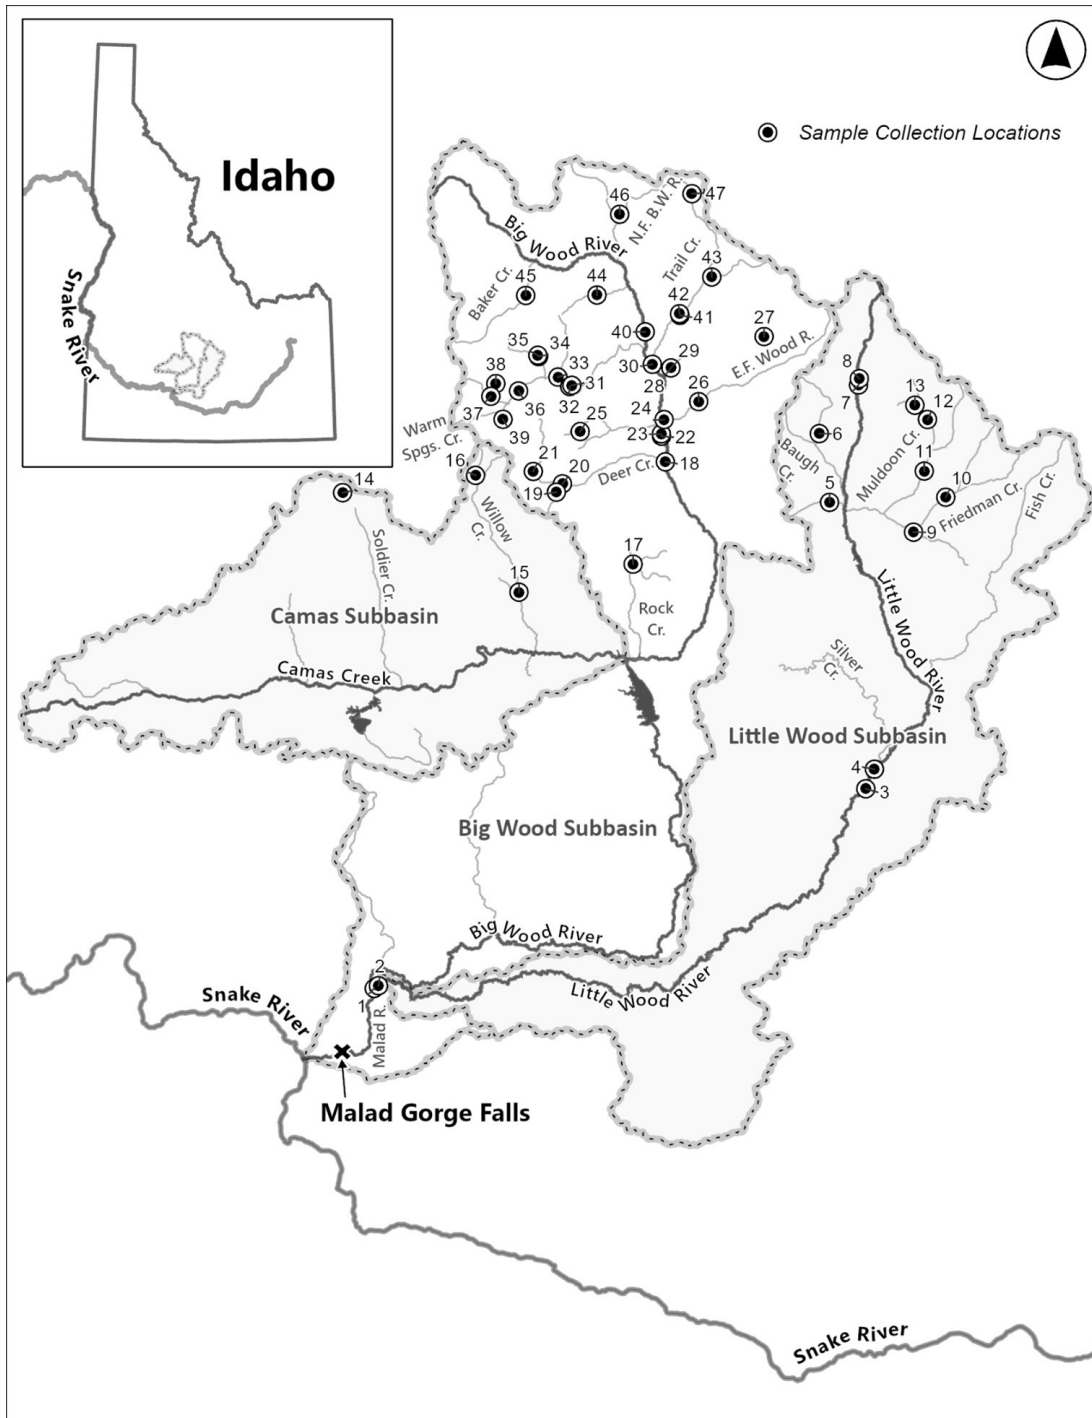 Idaho
Snake River
Sample Collection Locations
46
N.F. B.W. R.
47
Big Wood River
Trail Cr.
43
Baker Cr.
45
44
42
41
40
27
E.F. Wood R.
35
34
33
31
32
30
29
28
26
38
37
36
39
25
24
23
22
Warm
Spgs. Cr.
16
21
20
19
Deer Cr.
18
8
7
13
12
6
Baugh
Cr.
Muldoon Cr.
11
10
5
Friedman Cr.
9
Fish Cr.
14
Soldier Cr.
Willow
Cr.
15
17
Rock
Cr.
Camas Subbasin
Camas Creek
Little Wood River
Silver
Cr.
Little Wood Subbasin
4
3
Big Wood Subbasin
Big Wood River
Little Wood River
2
1
Malad R.
Snake River
Malad Gorge Falls
Snake River